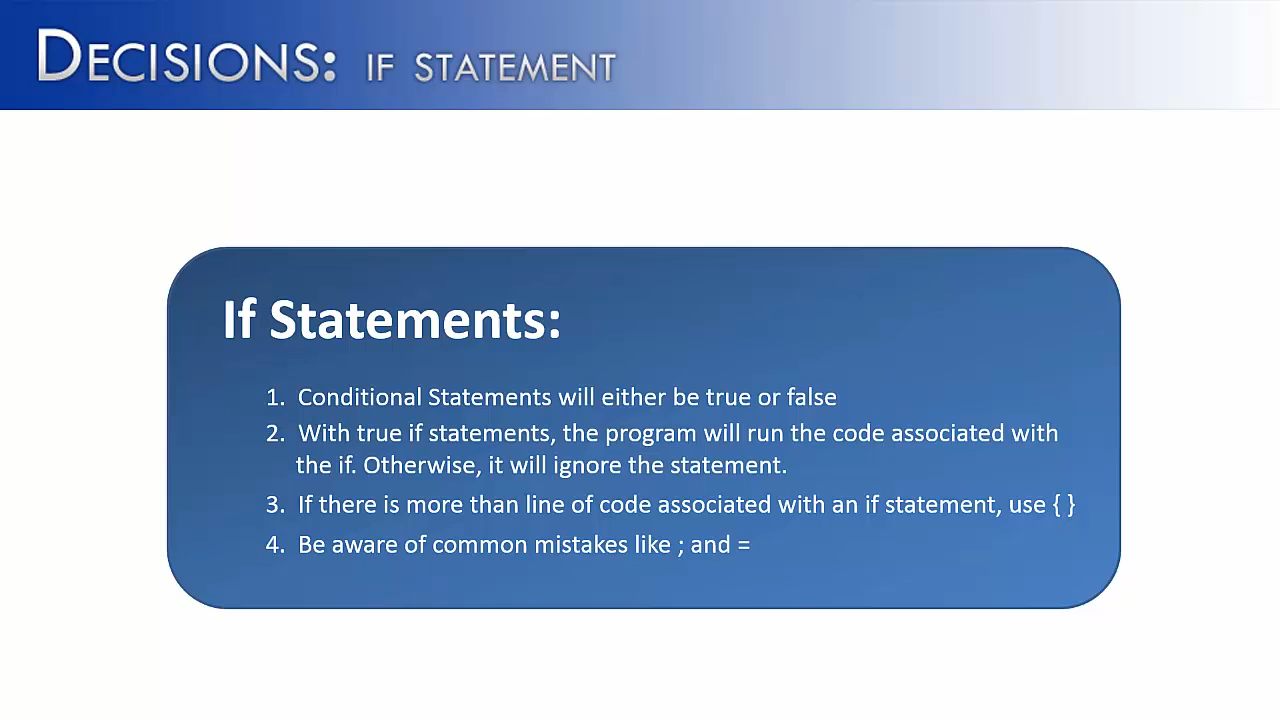 DECISIONS: IF STATEMENT
If Statements:
1. Conditional Statements will either be true or false
2. With true if statements, the program will run the code associated with
the if. Otherwise, it will ignore the statement.
3. If there is more than line of code associated with an if statement, use { }
4. Be aware of common mistakes like ; and =